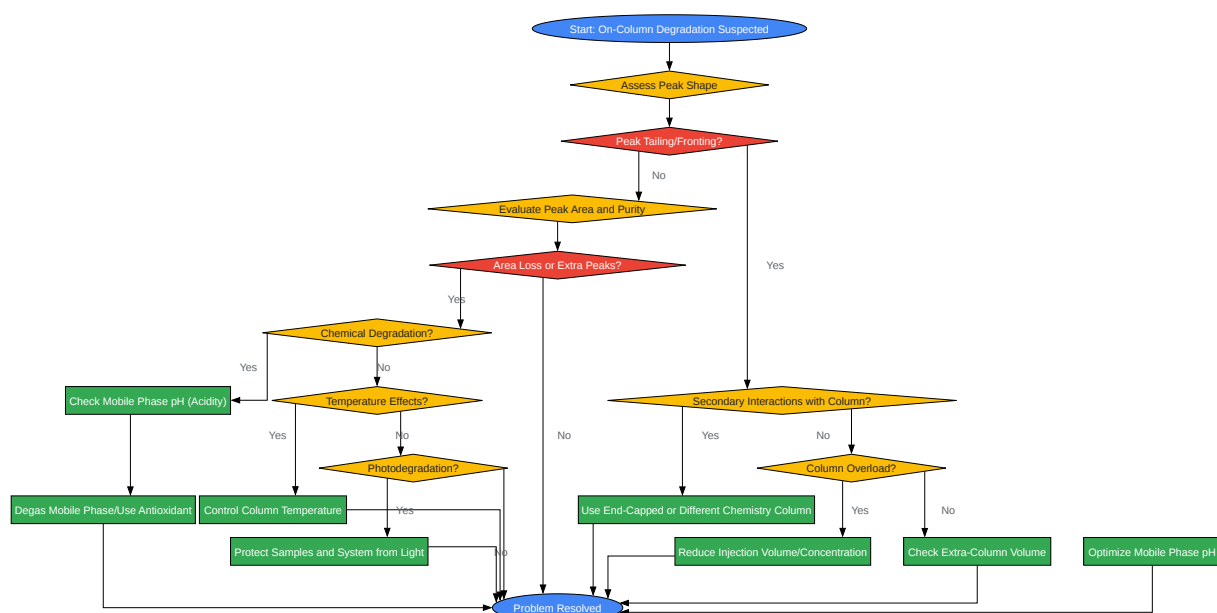 Start: On-Column Degradation Suspected
Assess Peak Shape
Peak Tailing/Fronting?
No
Evaluate Peak Area and Purity
Area Loss or Extra Peaks?
Yes
Yes
Chemical Degradation?
Yes
No
Check Mobile Phase pH (Acidity)
Temperature Effects?
Secondary Interactions with Column?
Yes
No
No
Yes
No
Photodegradation?
Column Overload?
Degas Mobile Phase/Use Antioxidant
Control Column Temperature
Yes
Use End-Capped or Different Chemistry Column
Yes
No
Protect Samples and System from Light
No
Reduce Injection Volume/Concentration
Check Extra-Column Volume
Optimize Mobile Phase pH
Problem Resolved